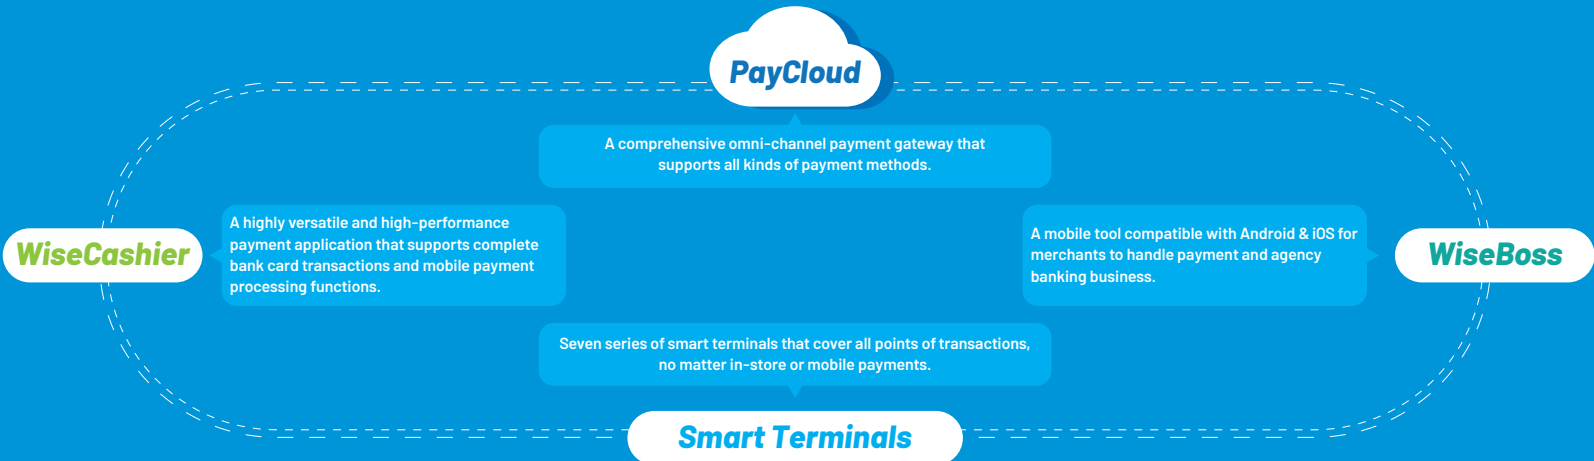 PayCloud
A comprehensive omni-channel payment gateway that
supports all kinds of payment methods.
WiseCashier
A highly versatile and high-performance
payment application that supports complete
bank card transactions and mobile payment
processing functions.
A mobile tool compatible with Android & iOS for
merchants to handle payment and agency
banking business.
WiseBoss
Seven series of smart terminals that cover all points of transactions,
no matter in-store or mobile payments.
Smart Terminals